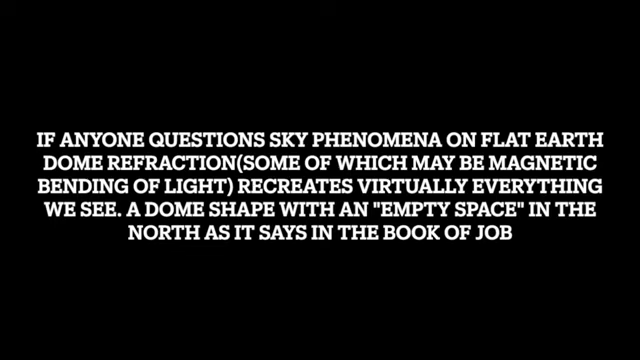 IF ANYONE QUESTIONS SKY PHENOMENA ON FLAT EARTH
DOME REFRACTION(SOME OF WHICH MAY BE MAGNETIC
BENDING OF LIGHT) RECREATES VIRTUALLY EVERYTHING
WE SEE. A DOME SHAPE WITH AN "EMPTY SPACE" IN THE
NORTH AS IT SAYS IN THE BOOK OF JOB